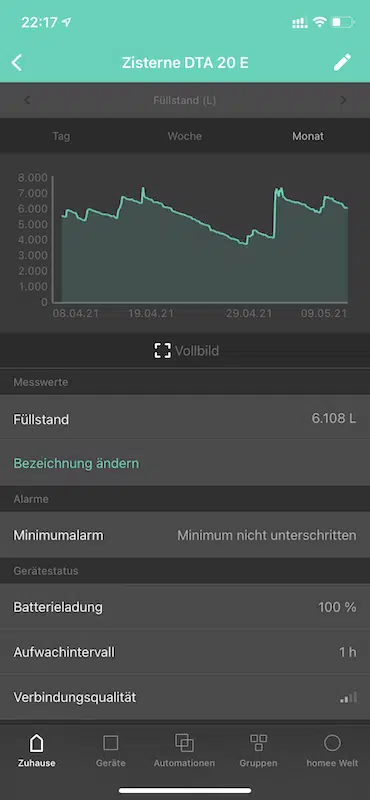 22:17
Zisterne DTA 20 E
Füllstand (L)
Tag Woche Monat
8.000
7.000
6.000
5.000
4.000
3.000
2.000
1.000
0
08.04.21 19.04.21 29.04.21 09.05.21
Vollbild
Messwerte
Füllstand 6.108 L
Bezeichnung ändern
Alarme
Minimumalarm Minimum nicht unterschritten
Gerätestatus
Batterieladung 100 %
Aufwachintervall 1 h
Verbindungsqualität
Zuhause Geräte Automationen Gruppen homee Welt